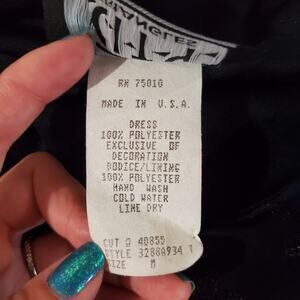 RN 75010
MADE IN U.S.A.
DRESS
100% POLYESTER
EXCLUSIVE OF
DECORATION
BODICE/LINING
100% POLYESTER
HAND WASH
COLD WATER
LINE DRY
CUT # 40855
STYLE 3288A934 T
SIZE M